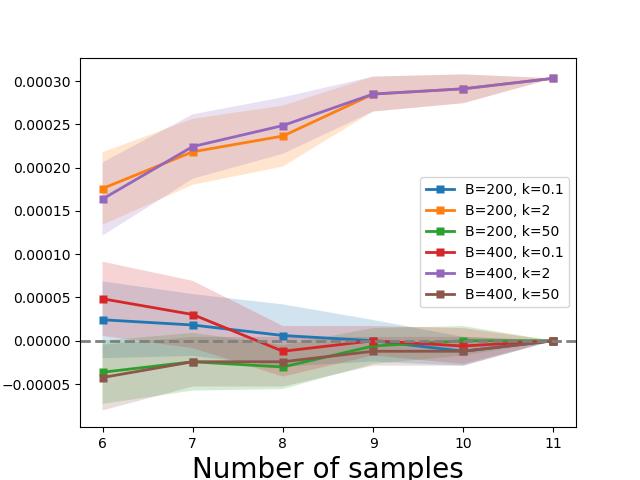 0.00030
0.00025
0.00020
0.00015
0.00010
0.00005
0.00000
−0.00005
B=200, k=0.1
B=200, k=2
B=200, k=50
B=400, k=0.1
B=400, k=2
B=400, k=50
6 7 8 9 10 11
Number of samples